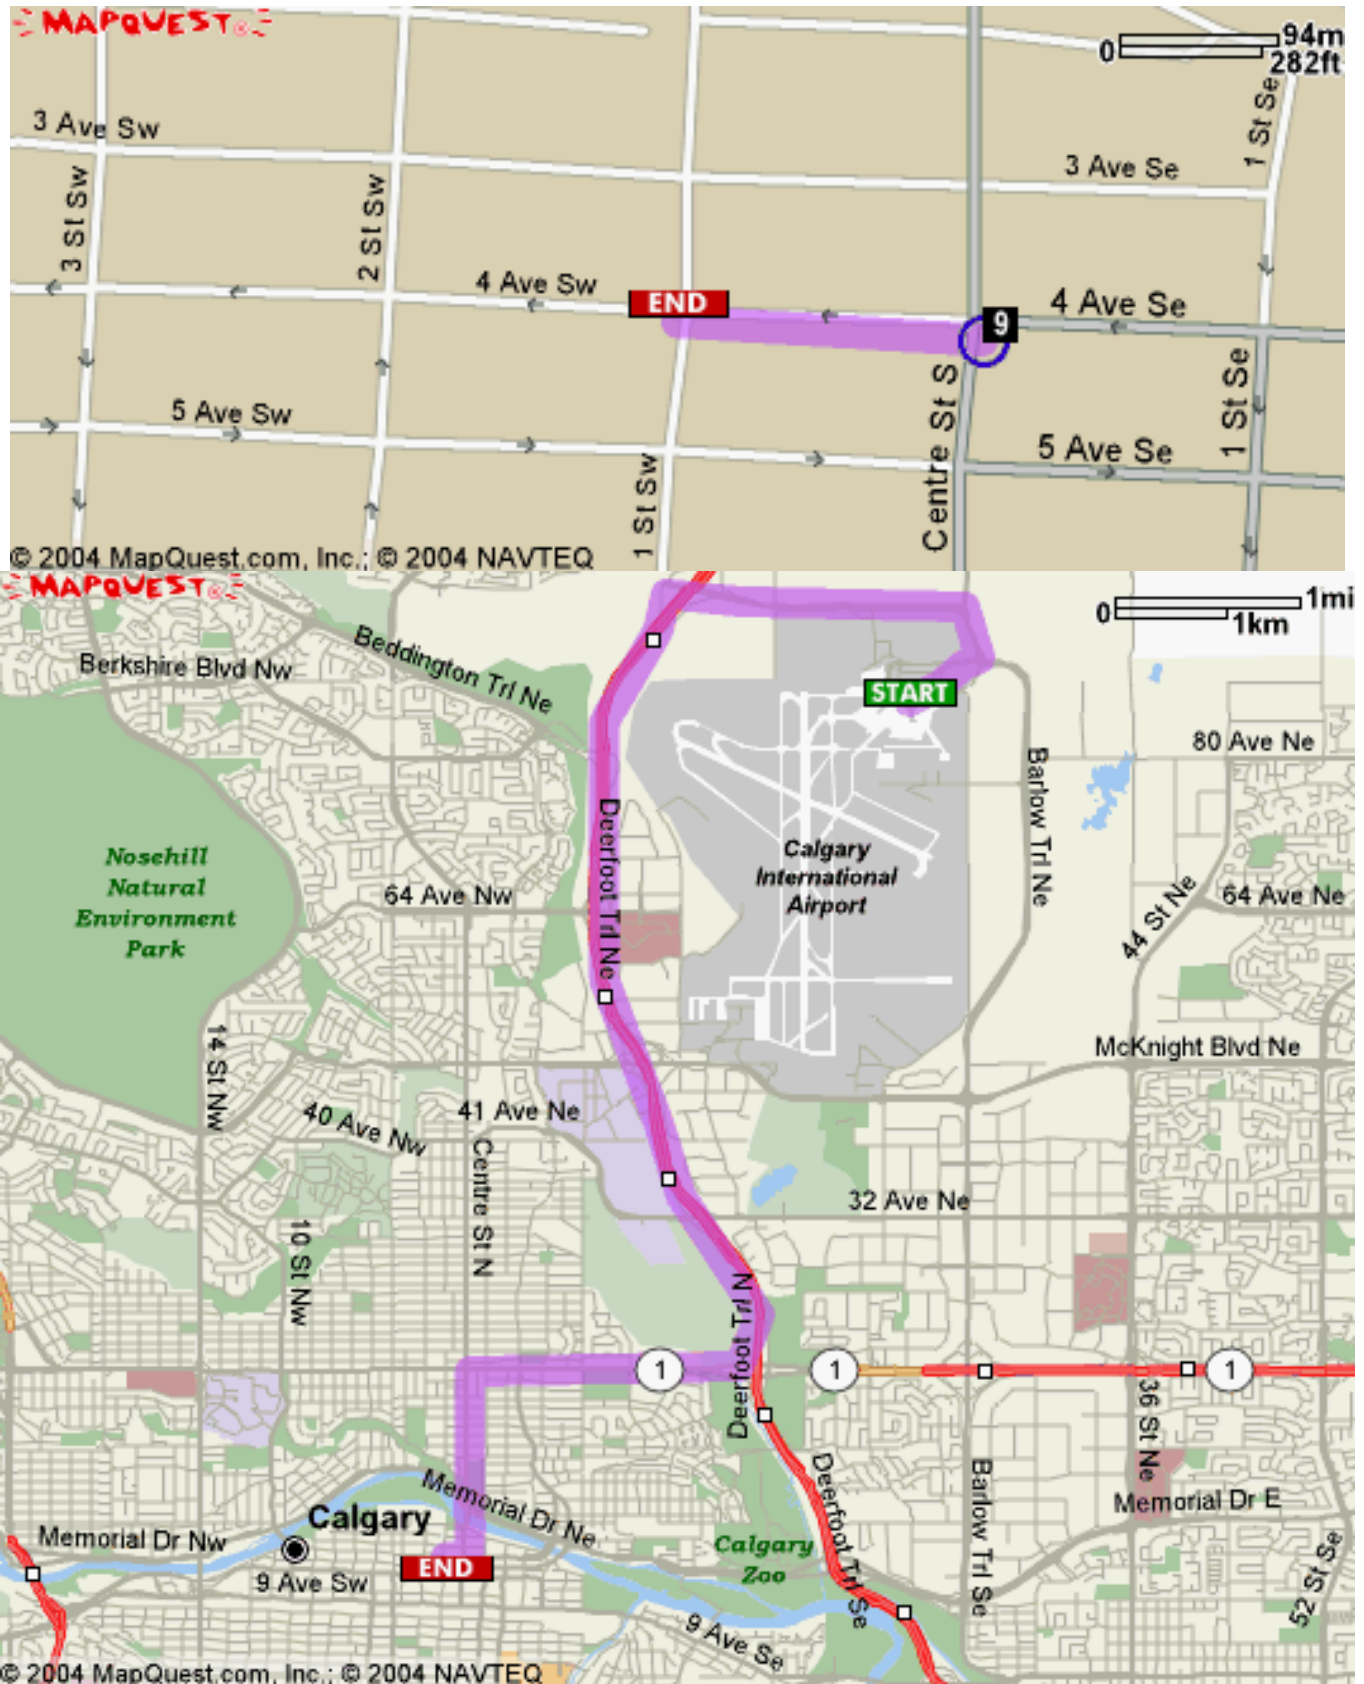 MAPQUEST
94m
0
282ft
1 St Se
3 Ave Sw
3 Ave Se
3 St Sw
2 St Sw
4 Ave Sw
END
9
4 Ave Se
1 St Se
5 Ave Sw
Centre St S
5 Ave Se
1 St Sw
© 2004 MapQuest.com, Inc.; © 2004 NAVTEQ
MAPQUEST
1mi
0
1km
Beddington Trl Ne
Berkshire Blvd Nw
START
80 Ave Ne
Barlow Trl Ne
Deerfoot Trl Ne
Calgary
International
Airport
Nosehill
Natural
Environment
Park
64 Ave Nw
64 Ave Ne
44 St Ne
14 St Nw
McKnight Blvd Ne
40 Ave Nw
41 Ave Ne
Centre St N
32 Ave Ne
10 St Nw
Deerfoot Trl N
1
1
1
36 St Ne
Memorial Dr Ne
Deerfoot Trl Se
Barlow Trl Se
Memorial Dr E
Calgary
Memorial Dr Nw
Calgary
Zoo
END
9 Ave Sw
52 St Se
9 Ave Se
© 2004 MapQuest.com, Inc.; © 2004 NAVTEQ